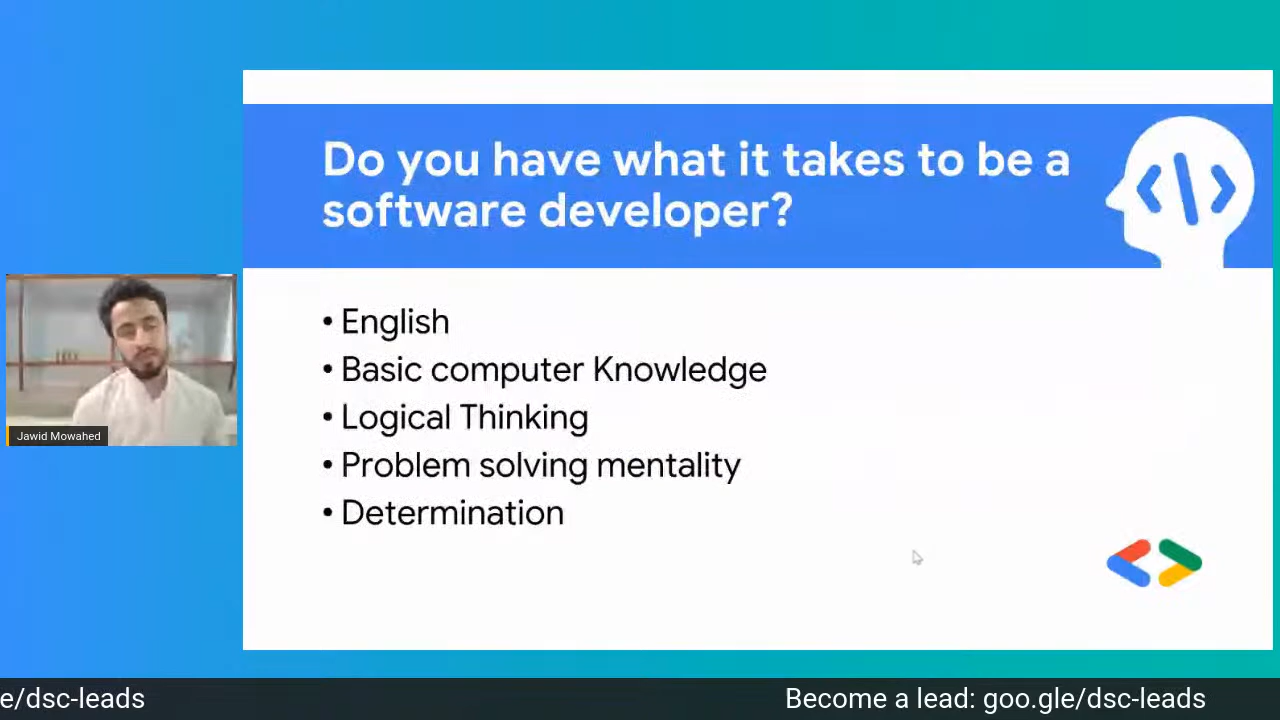 Do you have what it takes to be a
software developer?
• English
• Basic computer Knowledge
• Logical Thinking
• Problem solving mentality
• Determination
Jawid Mowahed
e/dsc-leads
Become a lead: goo.gle/dsc-leads